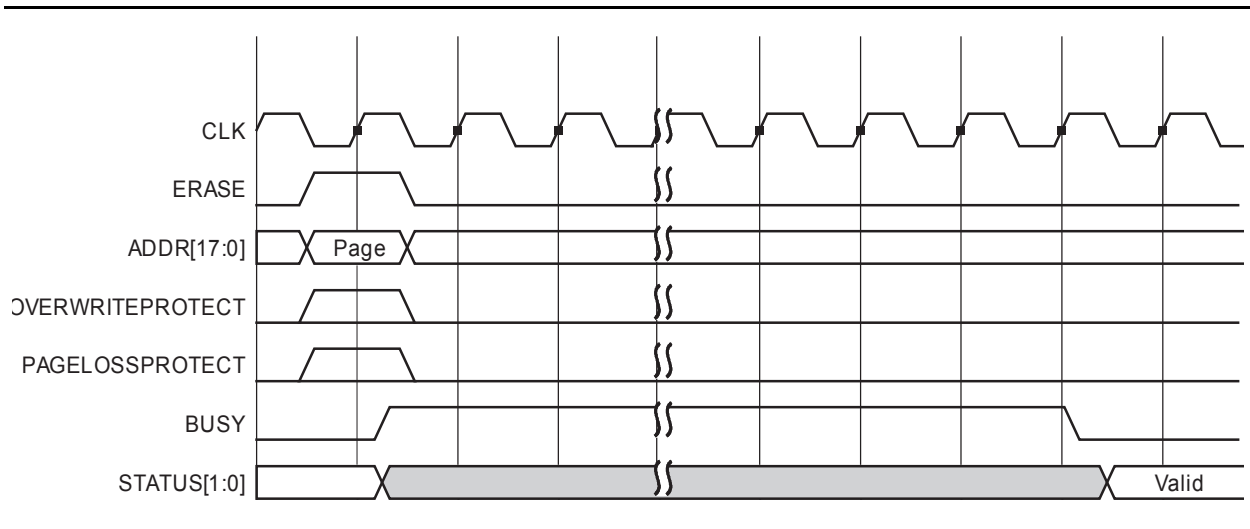 CLK
ERASE
ADDR[17:0] Page
OVERWRITEPROTECT
PAGELOSSPROTECT
BUSY
STATUS[1:0] Valid